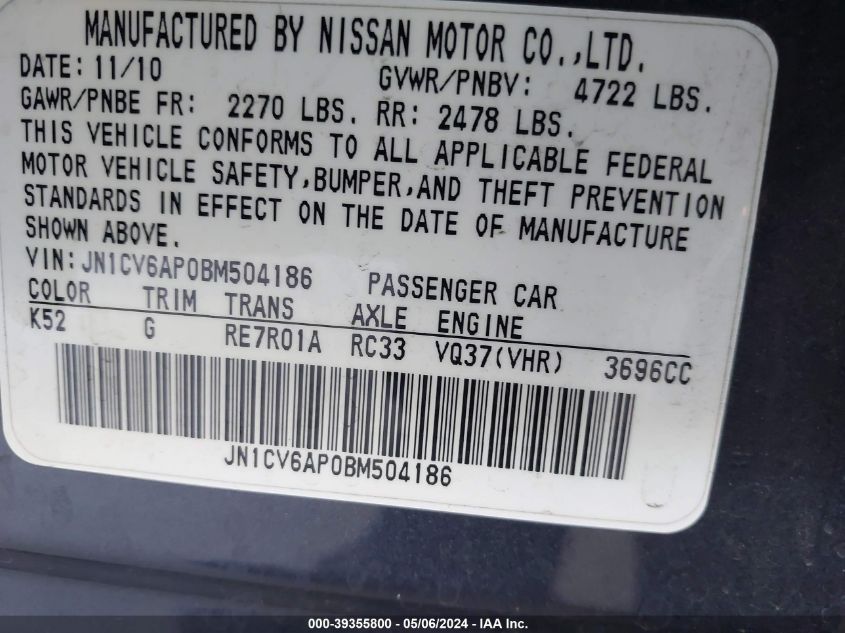 MANUFACTURED BY NISSAN MOTOR CO.,LTD.
DATE: 11/10 GVWR/PNBV: 4722 LBS.
GAWR/PNBE FR: 2270 LBS. RR: 2478 LBS.
THIS VEHICLE CONFORMS TO ALL APPLICABLE FEDERAL
MOTOR VEHICLE SAFETY,BUMPER,AND THEFT PREVENTION
STANDARDS IN EFFECT ON THE DATE OF MANUFACTURE
SHOWN ABOVE.
VIN:JN1CV6AP0BM504186 PASSENGER CAR
COLOR TRIM TRANS AXLE ENGINE
K52 G RE7R01A RC33 VQ37(VHR) 3696CC
JN1CV6AP0BM504186
000-39355800 - 05/06/2024 - IAAI Inc.